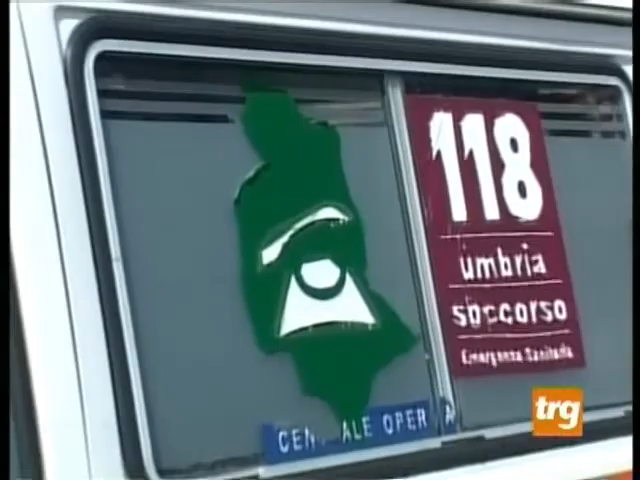 118
umbria
soccorso
Emergenza Sanitaria
CEN ALE OPER A
trg